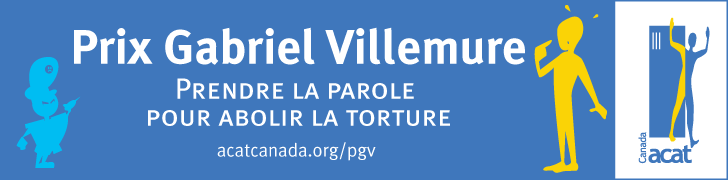 Prix Gabriel Villemure
PRENDRE LA PAROLE
POUR ABOLIR LA TORTURE
acatcanada.org/pgv
Canada
acat